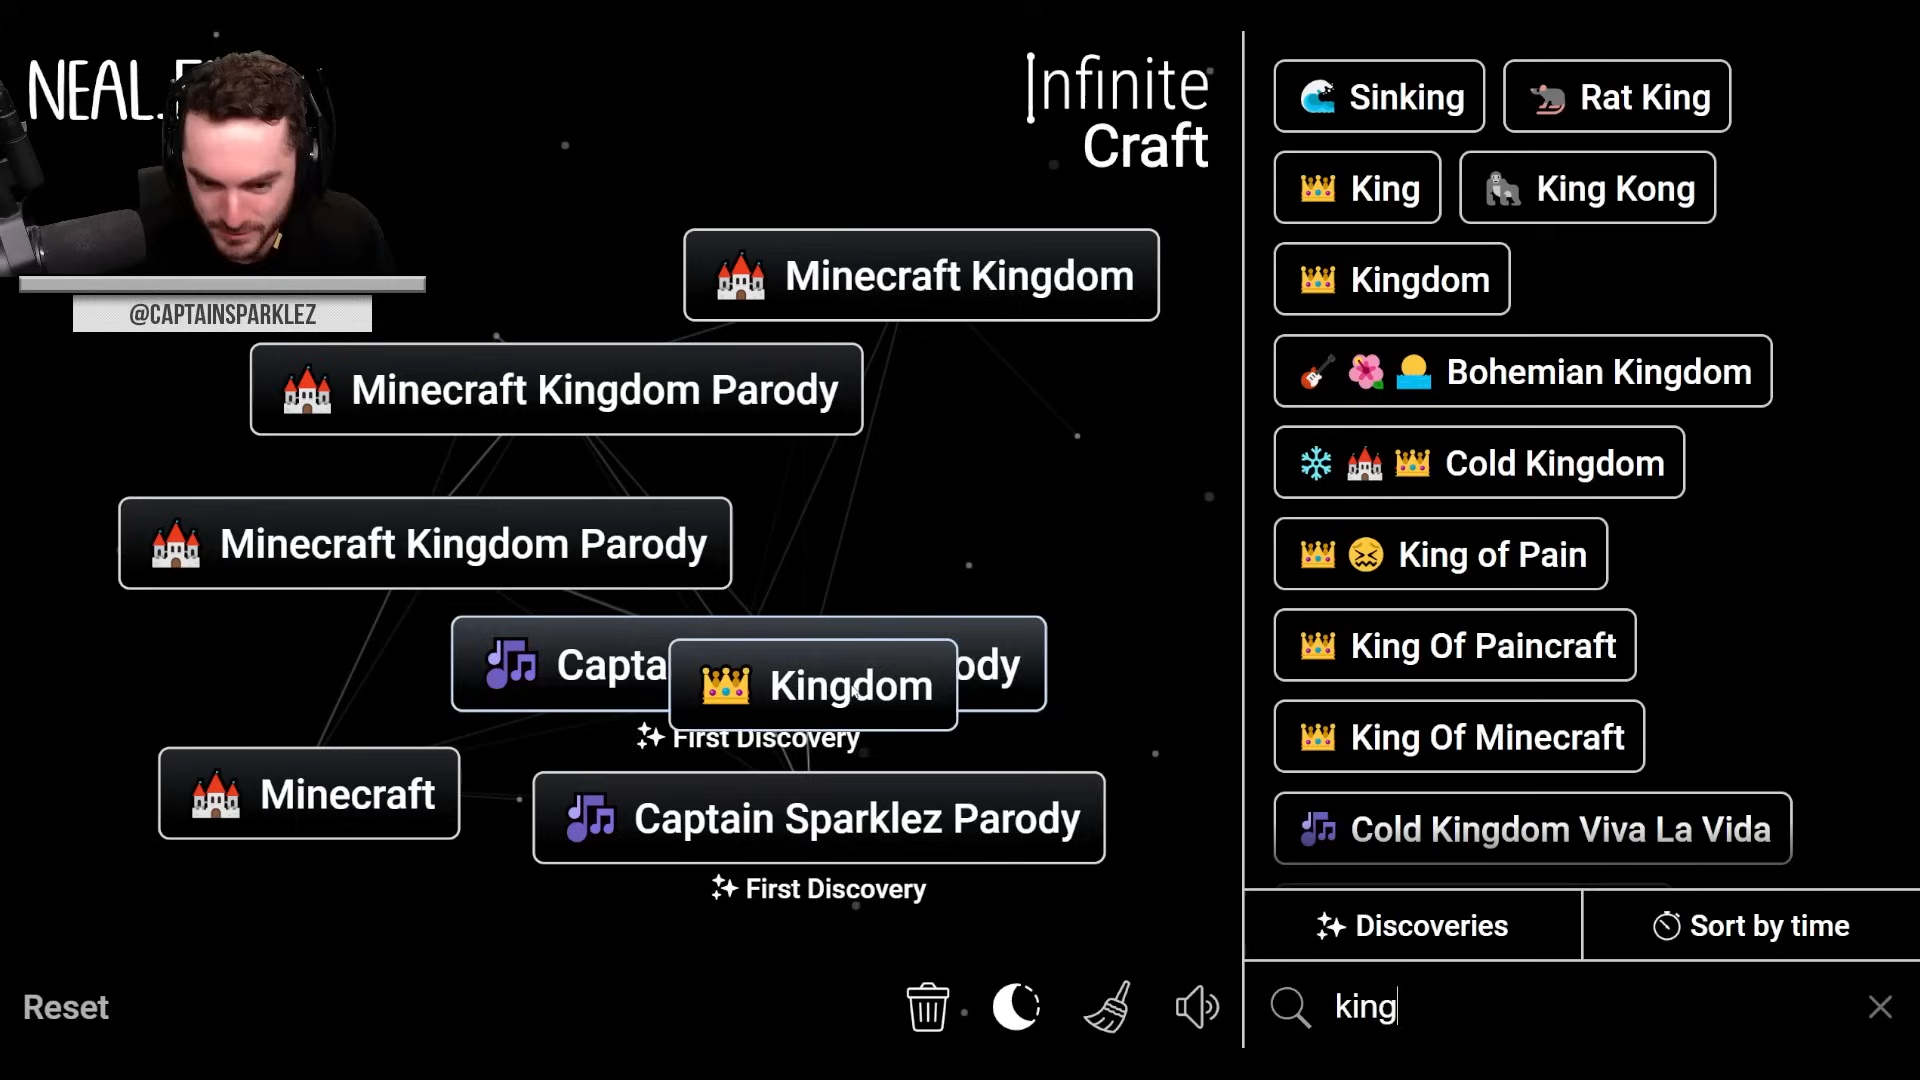 NEAL.F
Infinite
Craft
@CAPTAINSPARKLEZ
Minecraft Kingdom
Minecraft Kingdom Parody
Minecraft Kingdom Parody
Capta
ody
Kingdom
First Discovery
Minecraft
Captain Sparklez Parody
First Discovery
Reset
Sinking
Rat King
King
King Kong
Kingdom
Bohemian Kingdom
Cold Kingdom
King of Pain
King Of Paincraft
King Of Minecraft
Cold Kingdom Viva La Vida
Discoveries
Sort by time
king